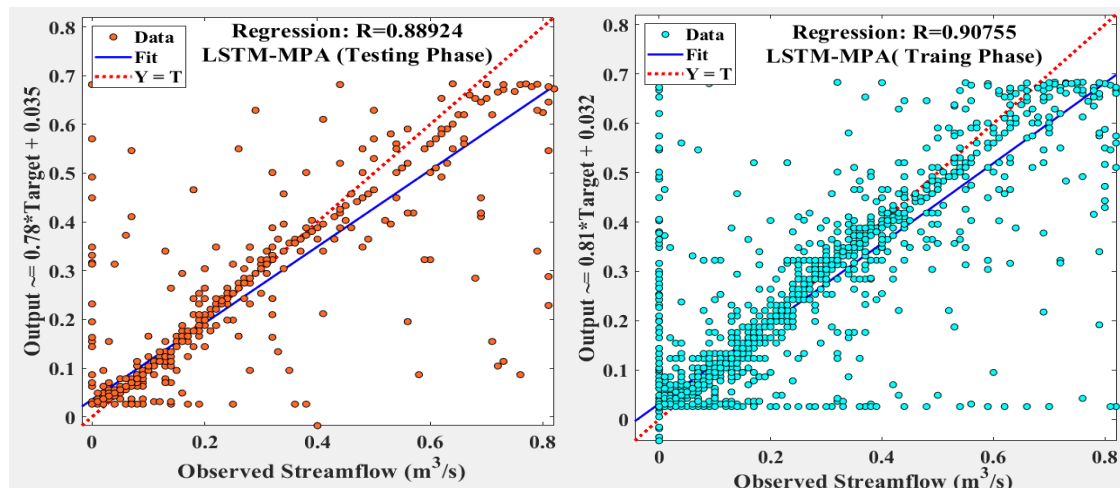 Regression: R=0.88924
LSTM-MPA (Testing Phase)
Data
Fit
Y = T
Output ~= 0.78*Target + 0.035
0.8
0.7
0.6
0.5
0.4
0.3
0.2
0.1
0
0 0.2 0.4 0.6 0.8
Observed Streamflow (m³/s)
Regression: R=0.90755
LSTM-MPA( Traing Phase)
Data
Fit
Y = T
Output ~= 0.81*Target + 0.032
0.8
0.7
0.6
0.5
0.4
0.3
0.2
0.1
0
0 0.2 0.4 0.6 0.8
Observed Streamflow (m³/s)